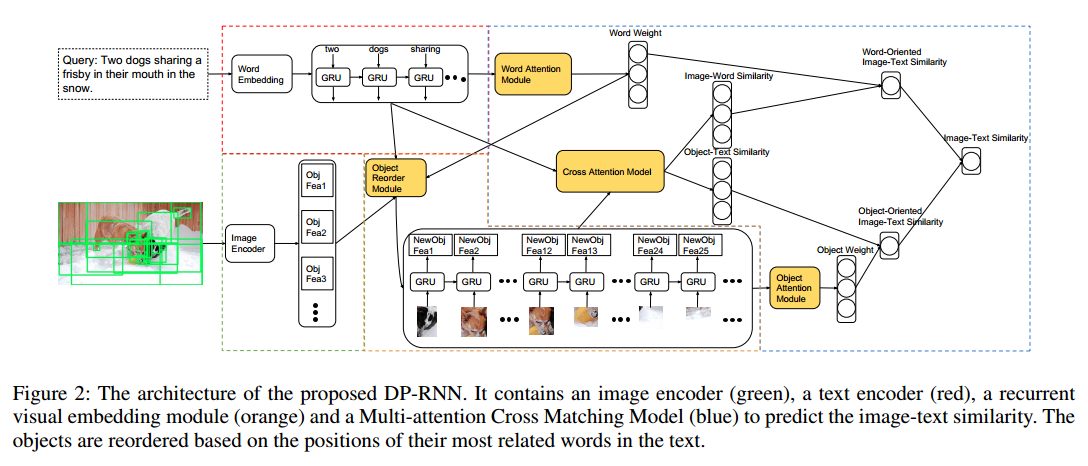 Query: Two dogs sharing a
frisby in their mouth in the
snow.
Word
Embedding
two
dogs
sharing
GRU
GRU
GRU
Word Attention
Module
Word Weight
Image-Word Similarity
Object-Text Similarity
Word-Oriented
Image-Text Similarity
Image-Text Similarity
Object-Oriented
Image-Text Similarity
Cross Attention Model
Object
Reorder
Module
Image
Encoder
Obj
Fea1
Obj
Fea2
Obj
Fea3
NewObj
Fea1
NewObj
Fea2
NewObj
Fea12
NewObj
Fea13
NewObj
Fea24
NewObj
Fea25
GRU
GRU
GRU
GRU
GRU
GRU
Object
Attention
Module
Object Weight
Figure 2: The architecture of the proposed DP-RNN. It contains an image encoder (green), a text encoder (red), a recurrent
visual embedding module (orange) and a Multi-attention Cross Matching Model (blue) to predict the image-text similarity. The
objects are reordered based on the positions of their most related words in the text.